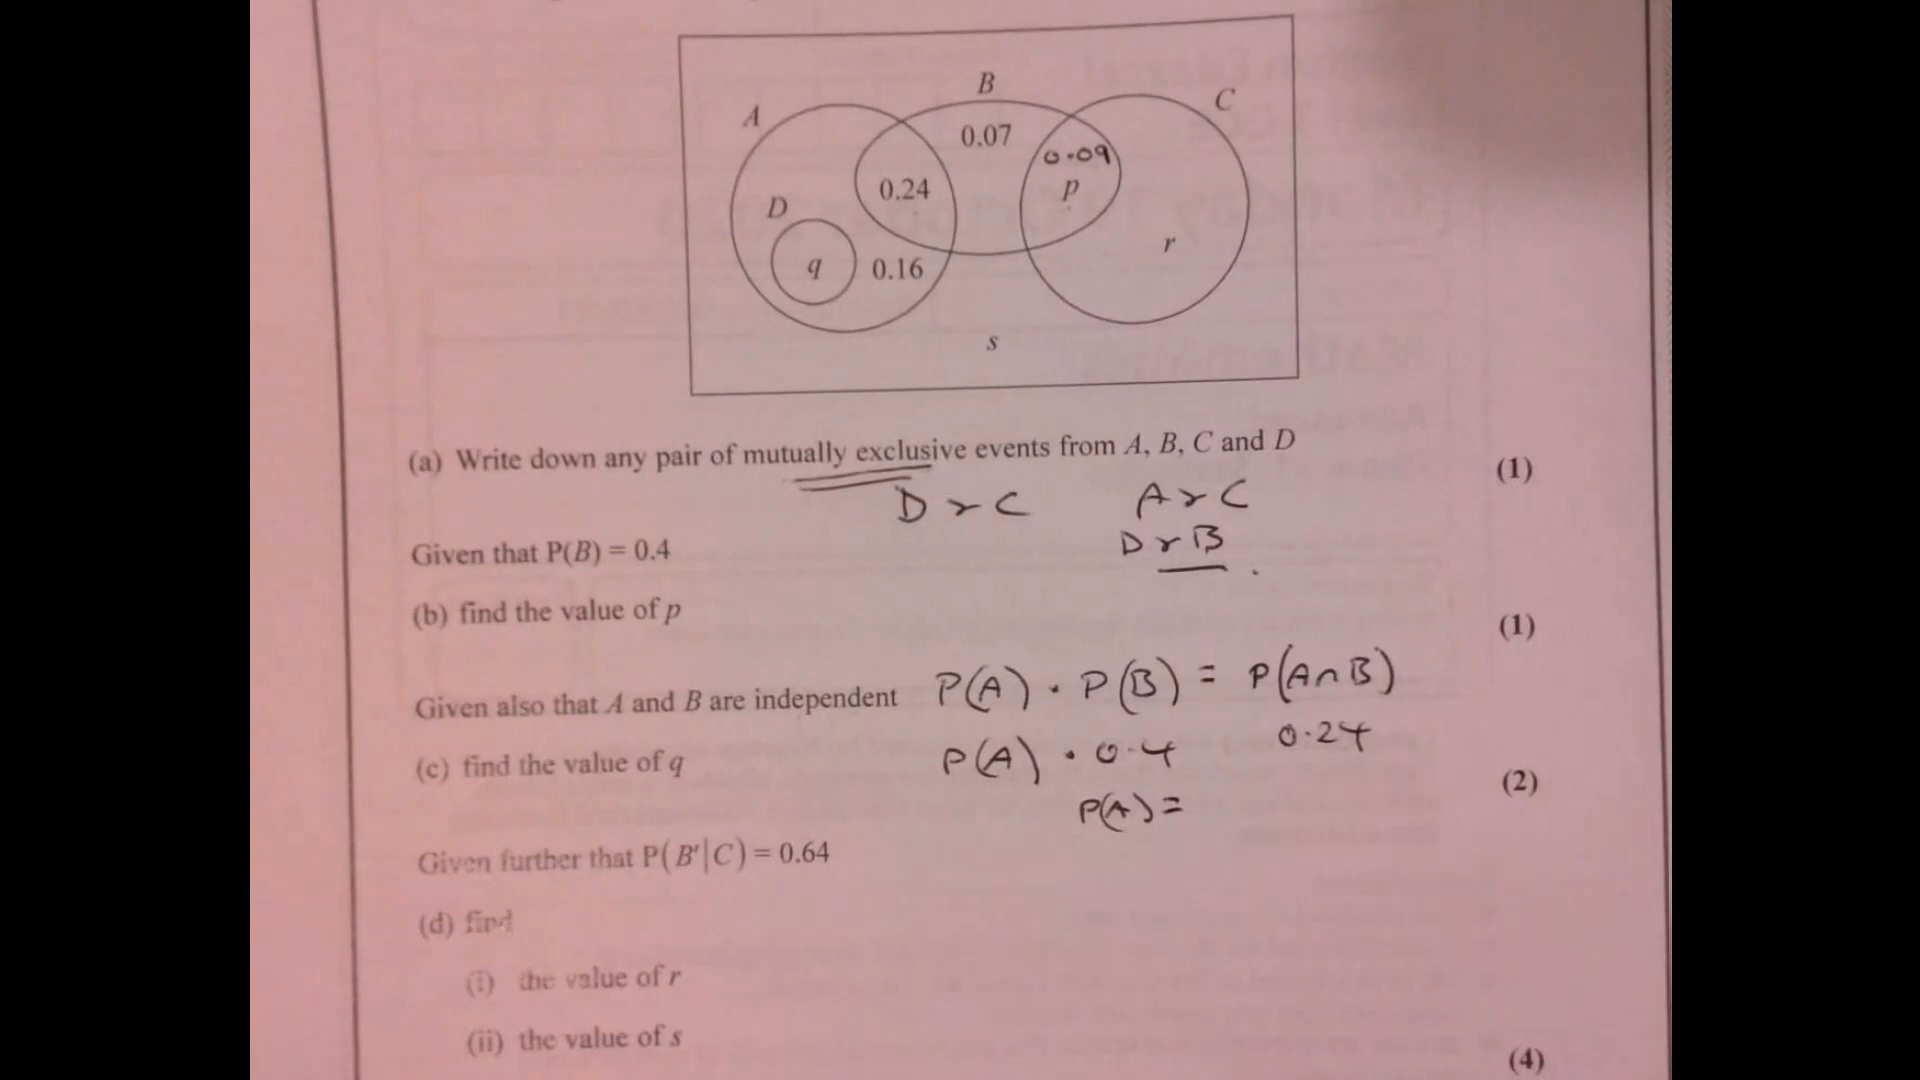 B
A
C
0.07
0.09
0.24
p
D
r
q
0.16
s
(a) Write down any pair of mutually exclusive events from A, B, C and D
(1)
D r C
A r C
D r B
Given that P(B) = 0.4
(b) find the value of p
(1)
Given also that A and B are independent
P(A) · P(B) = P(A∩B)
P(A) · 0.4
0.24
(c) find the value of q
(2)
P(A) =
Given further that P(B′|C) = 0.64
(d) find
(i) the value of r
(ii) the value of s
(4)